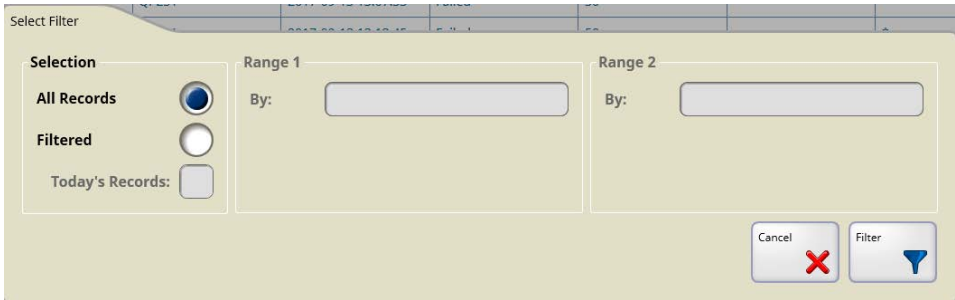 Select Filter
Selection
All Records
Filtered
Today's Records:
Range 1
By:
Range 2
By:
Cancel
Filter